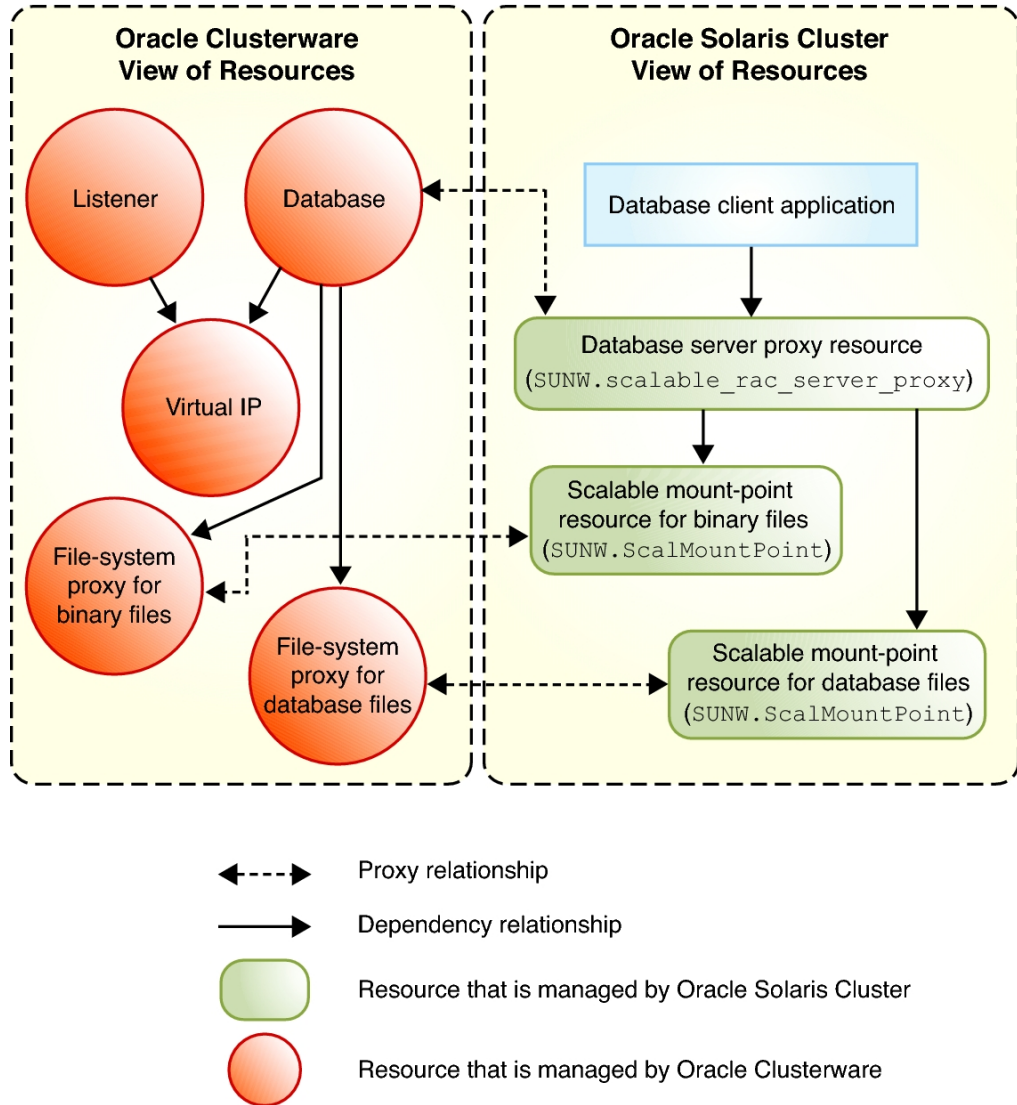 Oracle Clusterware
View of Resources
Listener
Database
Virtual IP
File-system
proxy for
binary files
File-system
proxy for
database files
Oracle Solaris Cluster
View of Resources
Database client application
Database server proxy resource
(SUNW.scalable_rac_server_proxy)
Scalable mount-point
resource for binary files
(SUNW.ScalMountPoint)
Scalable mount-point
resource for database files
(SUNW.ScalMountPoint)
Proxy relationship
Dependency relationship
Resource that is managed by Oracle Solaris Cluster
Resource that is managed by Oracle Clusterware